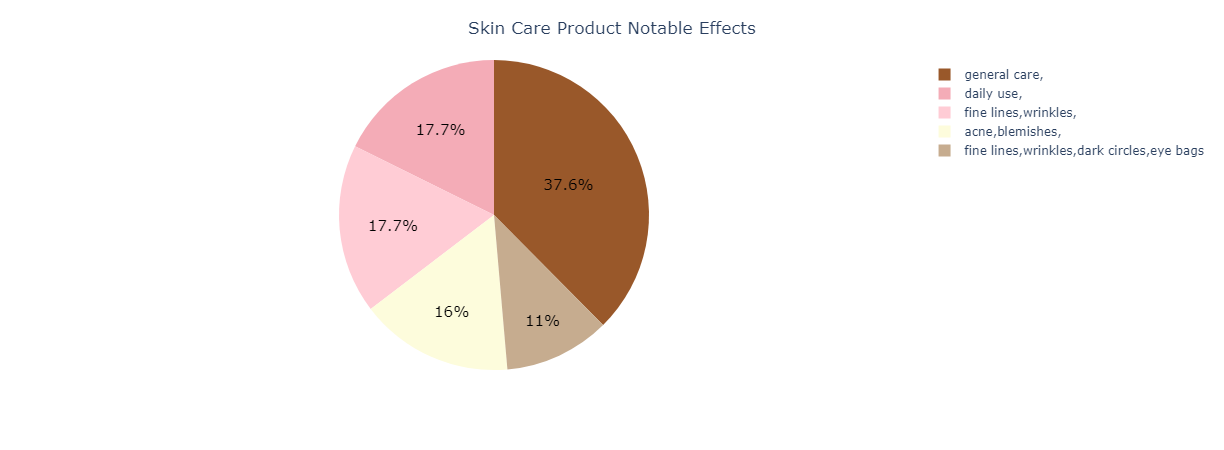 Skin Care Product Notable Effects
general care,
daily use,
fine lines,wrinkles,
acne,blemishes,
fine lines,wrinkles,dark circles,eye bags
17.7%
37.6%
17.7%
16%
11%